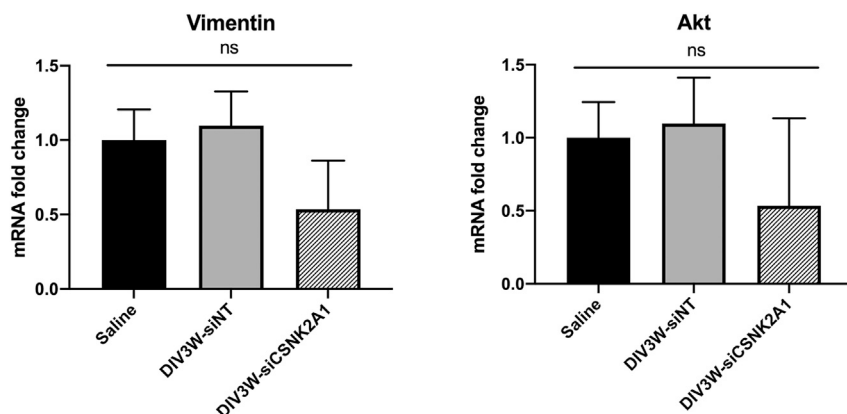 Vimentin
ns
mRNA fold change
1.5
1.0
0.5
0.0
Saline
DIV3W-siNT
DIV3W-siCSNK2A1
Akt
ns
mRNA fold change
1.5
1.0
0.5
0.0
Saline
DIV3W-siNT
DIV3W-siCSNK2A1